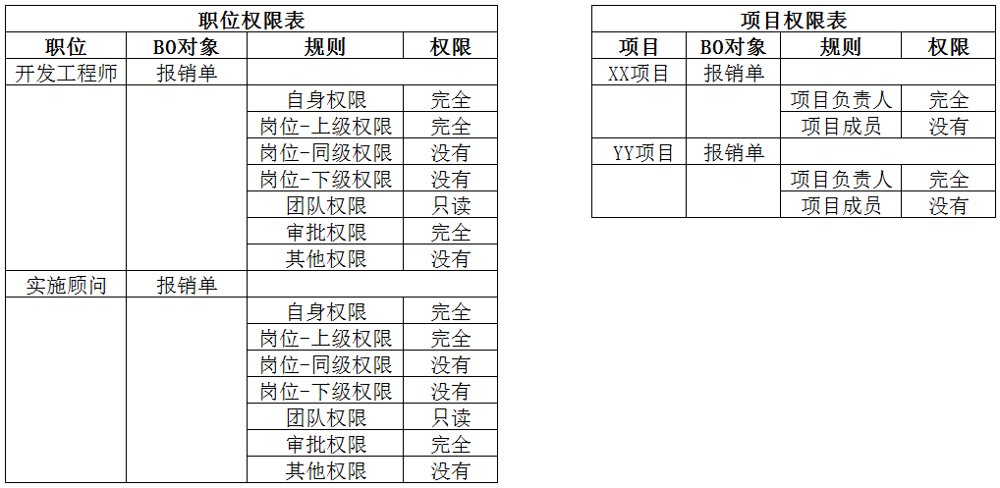 职位权限表
职位 BO对象 规则 权限
开发工程师 报销单
自身权限 完全
岗位-上级权限 完全
岗位-同级权限 没有
岗位-下级权限 没有
团队权限 只读
审批权限 完全
其他权限 没有
实施顾问 报销单
自身权限 完全
岗位-上级权限 完全
岗位-同级权限 没有
岗位-下级权限 没有
团队权限 只读
审批权限 完全
其他权限 没有
项目权限表
项目 BO对象 规则 权限
XX项目 报销单
项目负责人 完全
项目成员 没有
YY项目 报销单
项目负责人 完全
项目成员 没有